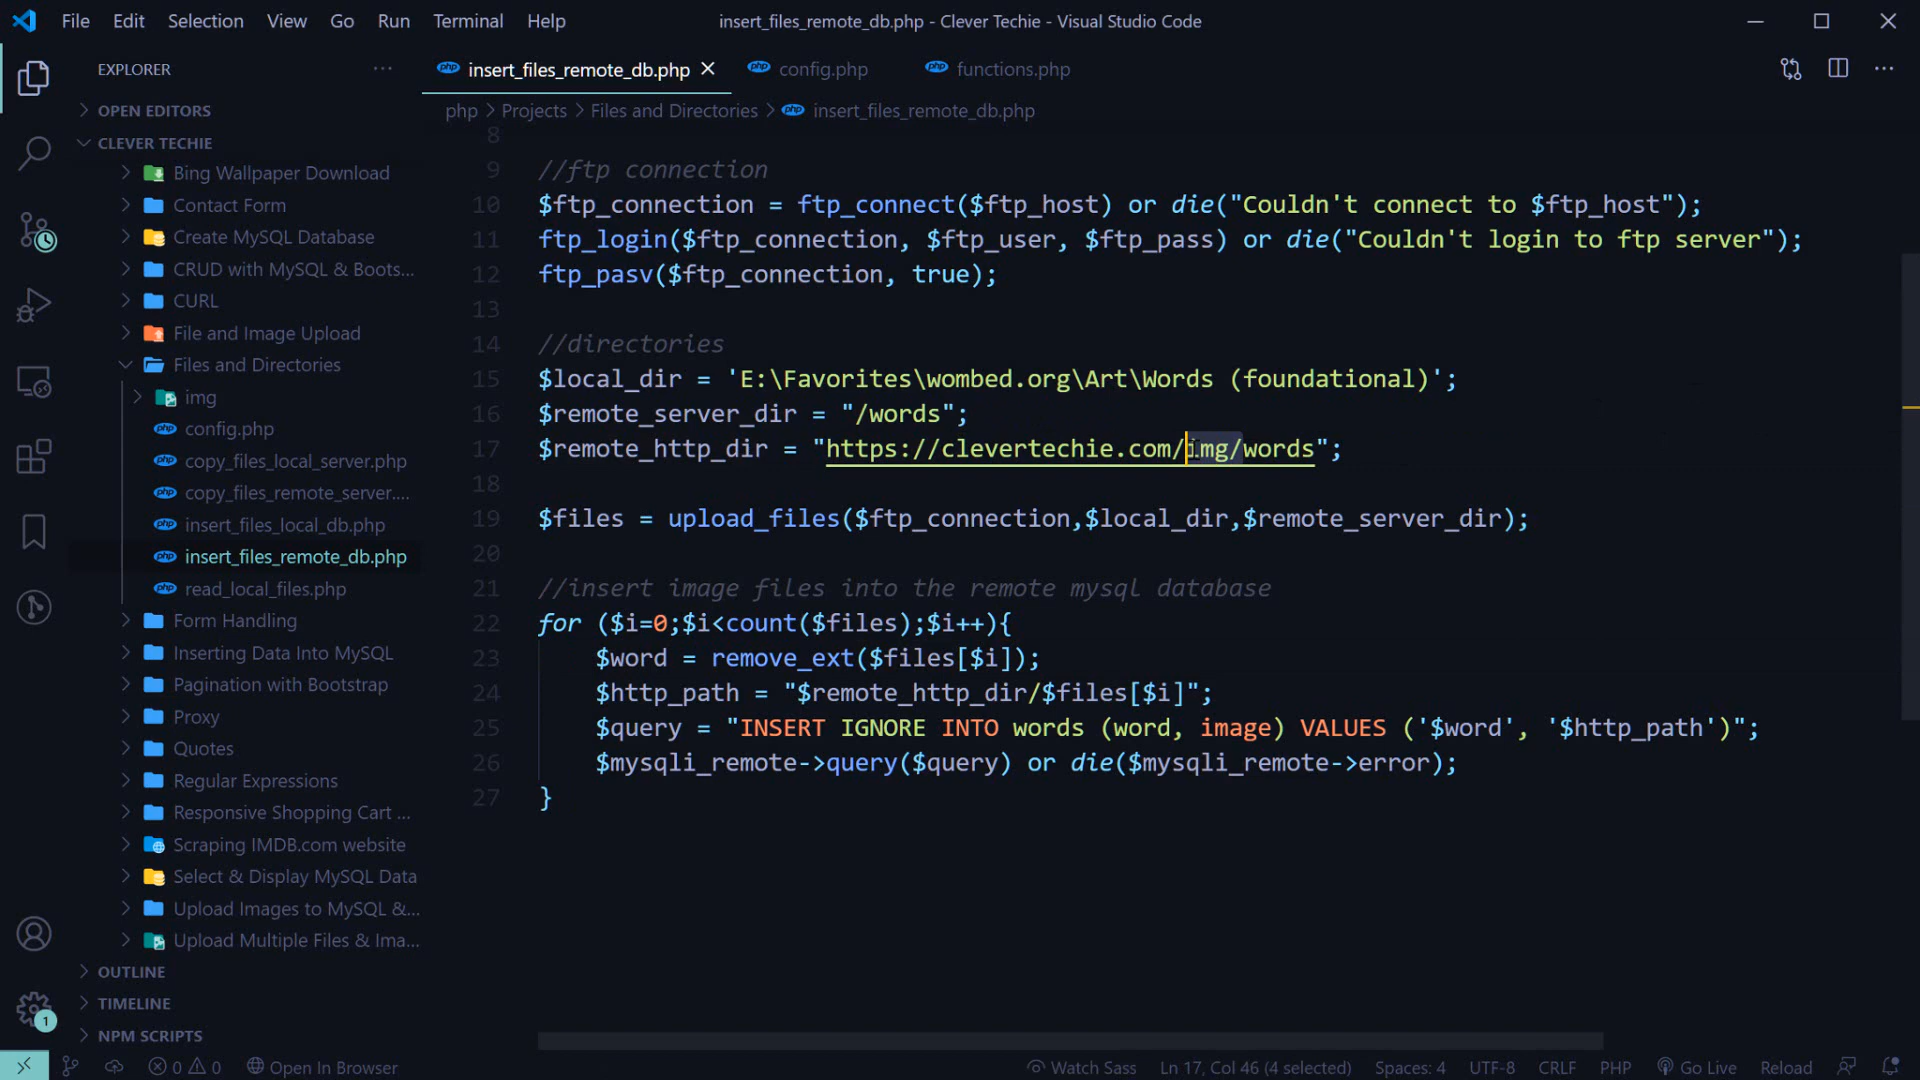 File Edit Selection View Go Run Terminal Help
insert_files_remote_db.php - Clever Techie - Visual Studio Code
EXPLORER
OPEN EDITORS
CLEVER TECHIE
Bing Wallpaper Download
Contact Form
Create MySQL Database
CRUD with MySQL & Boots...
CURL
File and Image Upload
Files and Directories
img
config.php
copy_files_local_server.php
copy_files_remote_server....
insert_files_local_db.php
insert_files_remote_db.php
read_local_files.php
Form Handling
Inserting Data Into MySQL
Pagination with Bootstrap
Proxy
Quotes
Regular Expressions
Responsive Shopping Cart ...
Scraping IMDB.com website
Select & Display MySQL Data
Upload Images to MySQL &...
Upload Multiple Files & Ima...
OUTLINE
TIMELINE
NPM SCRIPTS
1
php insert_files_remote_db.php php config.php php functions.php
php > Projects > Files and Directories > php insert_files_remote_db.php
8
9 //ftp connection
10 $ftp_connection = ftp_connect($ftp_host) or die("Couldn't connect to $ftp_host");
11 ftp_login($ftp_connection, $ftp_user, $ftp_pass) or die("Couldn't login to ftp server");
12 ftp_pasv($ftp_connection, true);
13
14 //directories
15 $local_dir = 'E:\Favorites\wombed.org\Art\Words (foundational)';
16 $remote_server_dir = "/words";
17 $remote_http_dir = "https://clevertechie.com/img/words";
18
19 $files = upload_files($ftp_connection,$local_dir,$remote_server_dir);
20
21 //insert image files into the remote mysql database
22 for ($i=0;$i<count($files);$i++){
23 $word = remove_ext($files[$i]);
24 $http_path = "$remote_http_dir/$files[$i]";
25 $query = "INSERT IGNORE INTO words (word, image) VALUES ('$word', '$http_path')";
26 $mysqli_remote->query($query) or die($mysqli_remote->error);
27 }
0 0 Open In Browser Watch Sass Ln 17, Col 46 (4 selected) Spaces: 4 UTF-8 CRLF PHP Go Live Reload